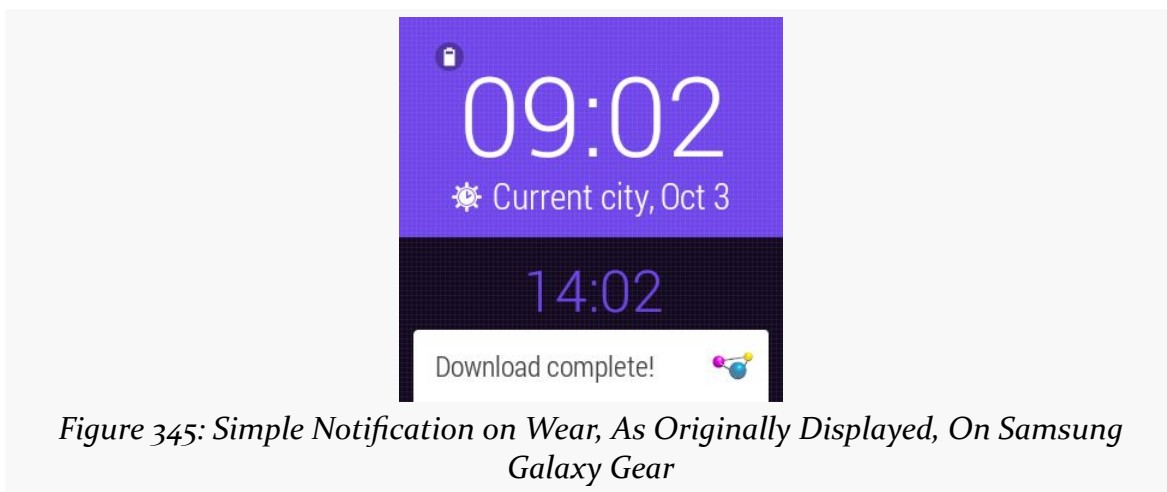 09:02
Current city, Oct 3
14:02
Download complete!
Figure 345: Simple Notification on Wear, As Originally Displayed, On Samsung
Galaxy Gear